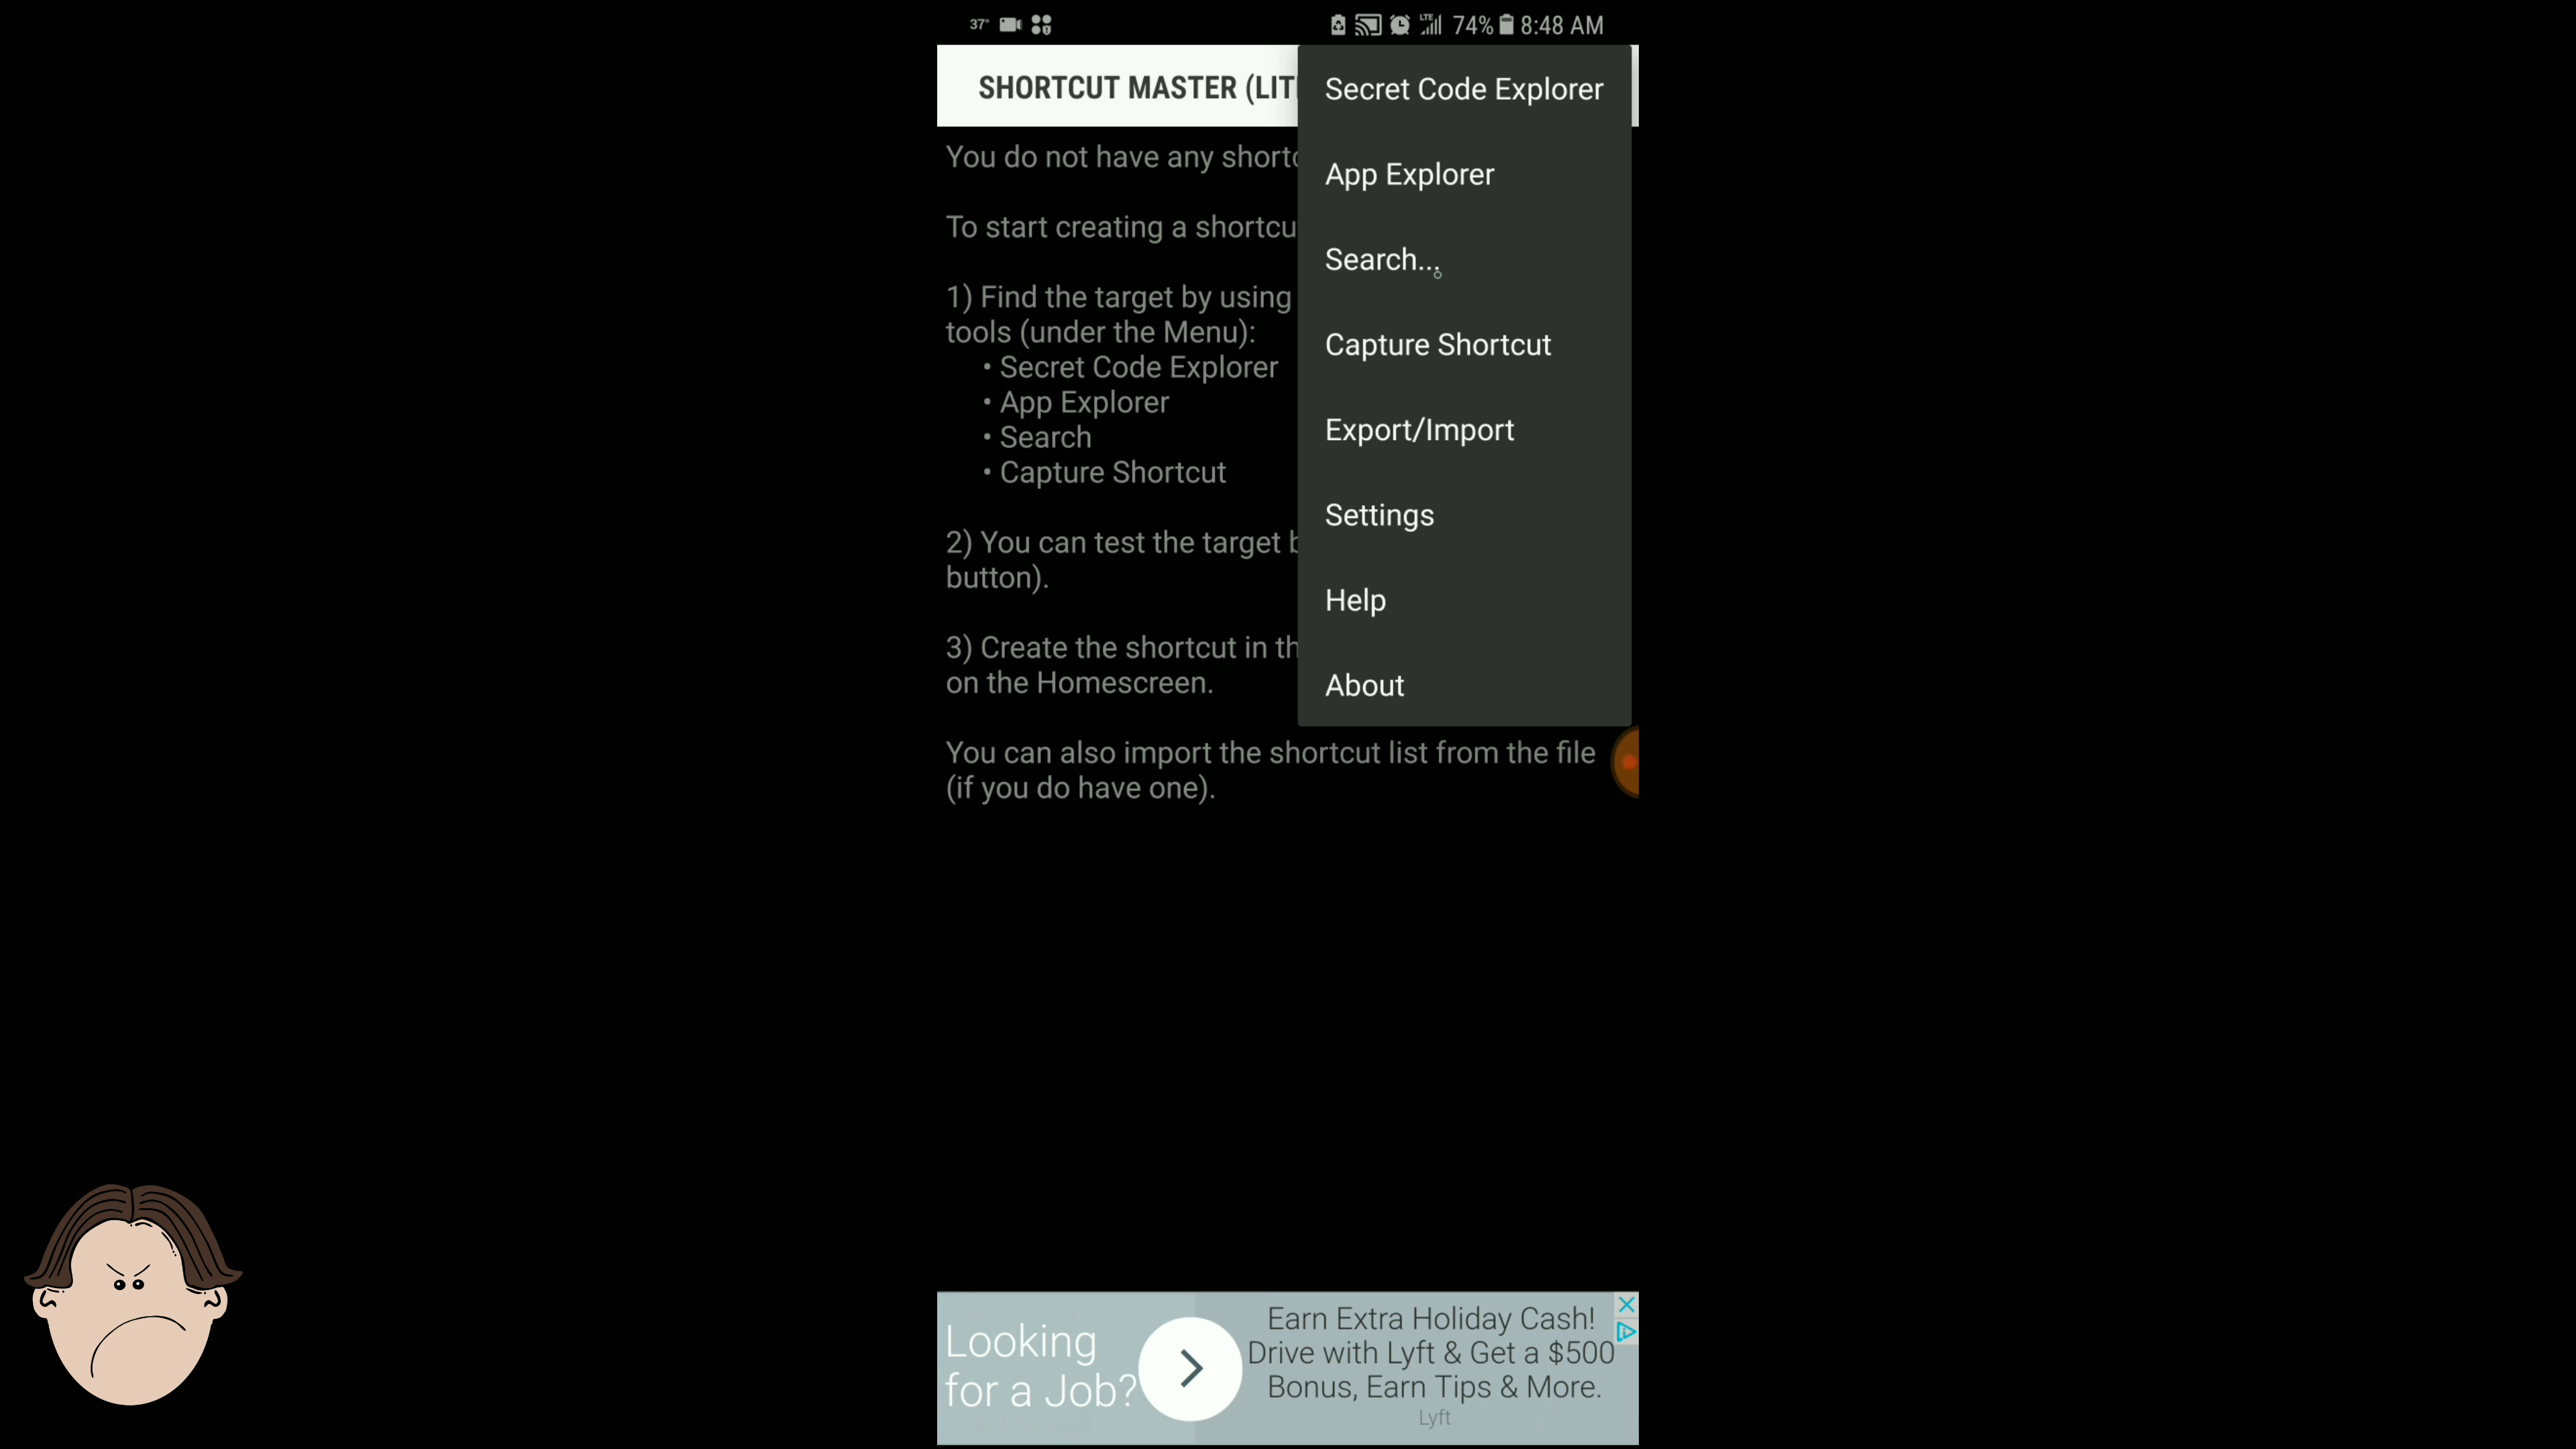 37°
LTE 74% 8:48 AM
SHORTCUT MASTER (LIT
Secret Code Explorer
App Explorer
Search...
Capture Shortcut
Export/Import
Settings
Help
About
You do not have any shortc
To start creating a shortcu
1) Find the target by using
tools (under the Menu):
• Secret Code Explorer
• App Explorer
• Search
• Capture Shortcut
2) You can test the target b
button).
3) Create the shortcut in th
on the Homescreen.
You can also import the shortcut list from the file
(if you do have one).
Looking
for a Job?
Earn Extra Holiday Cash!
Drive with Lyft & Get a $500
Bonus, Earn Tips & More.
Lyft